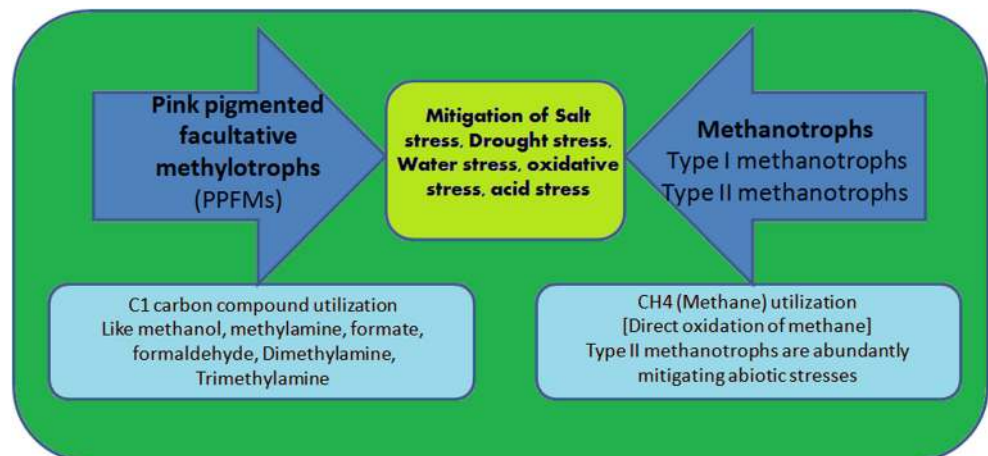 Pink pigmented
facultative
methylotrophs
(PPFMs)
Mitigation of Salt
stress, Drought stress,
Water stress, oxidative
stress, acid stress
Methanotrophs
Type I methanotrophs
Type II methanotrophs
C1 carbon compound utilization
Like methanol, methylamine, formate,
formaldehyde, Dimethylamine,
Trimethylamine
CH4 (Methane) utilization
[Direct oxidation of methane]
Type II methanotrophs are abundantly
mitigating abiotic stresses